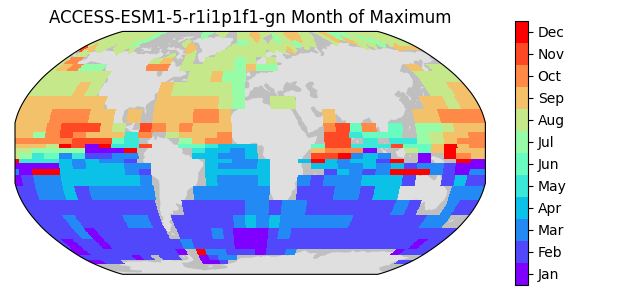 ACCESS-ESM1-5-r1i1p1f1-gn Month of Maximum
Dec
Nov
Oct
Sep
Aug
Jul
Jun
May
Apr
Mar
Feb
Jan